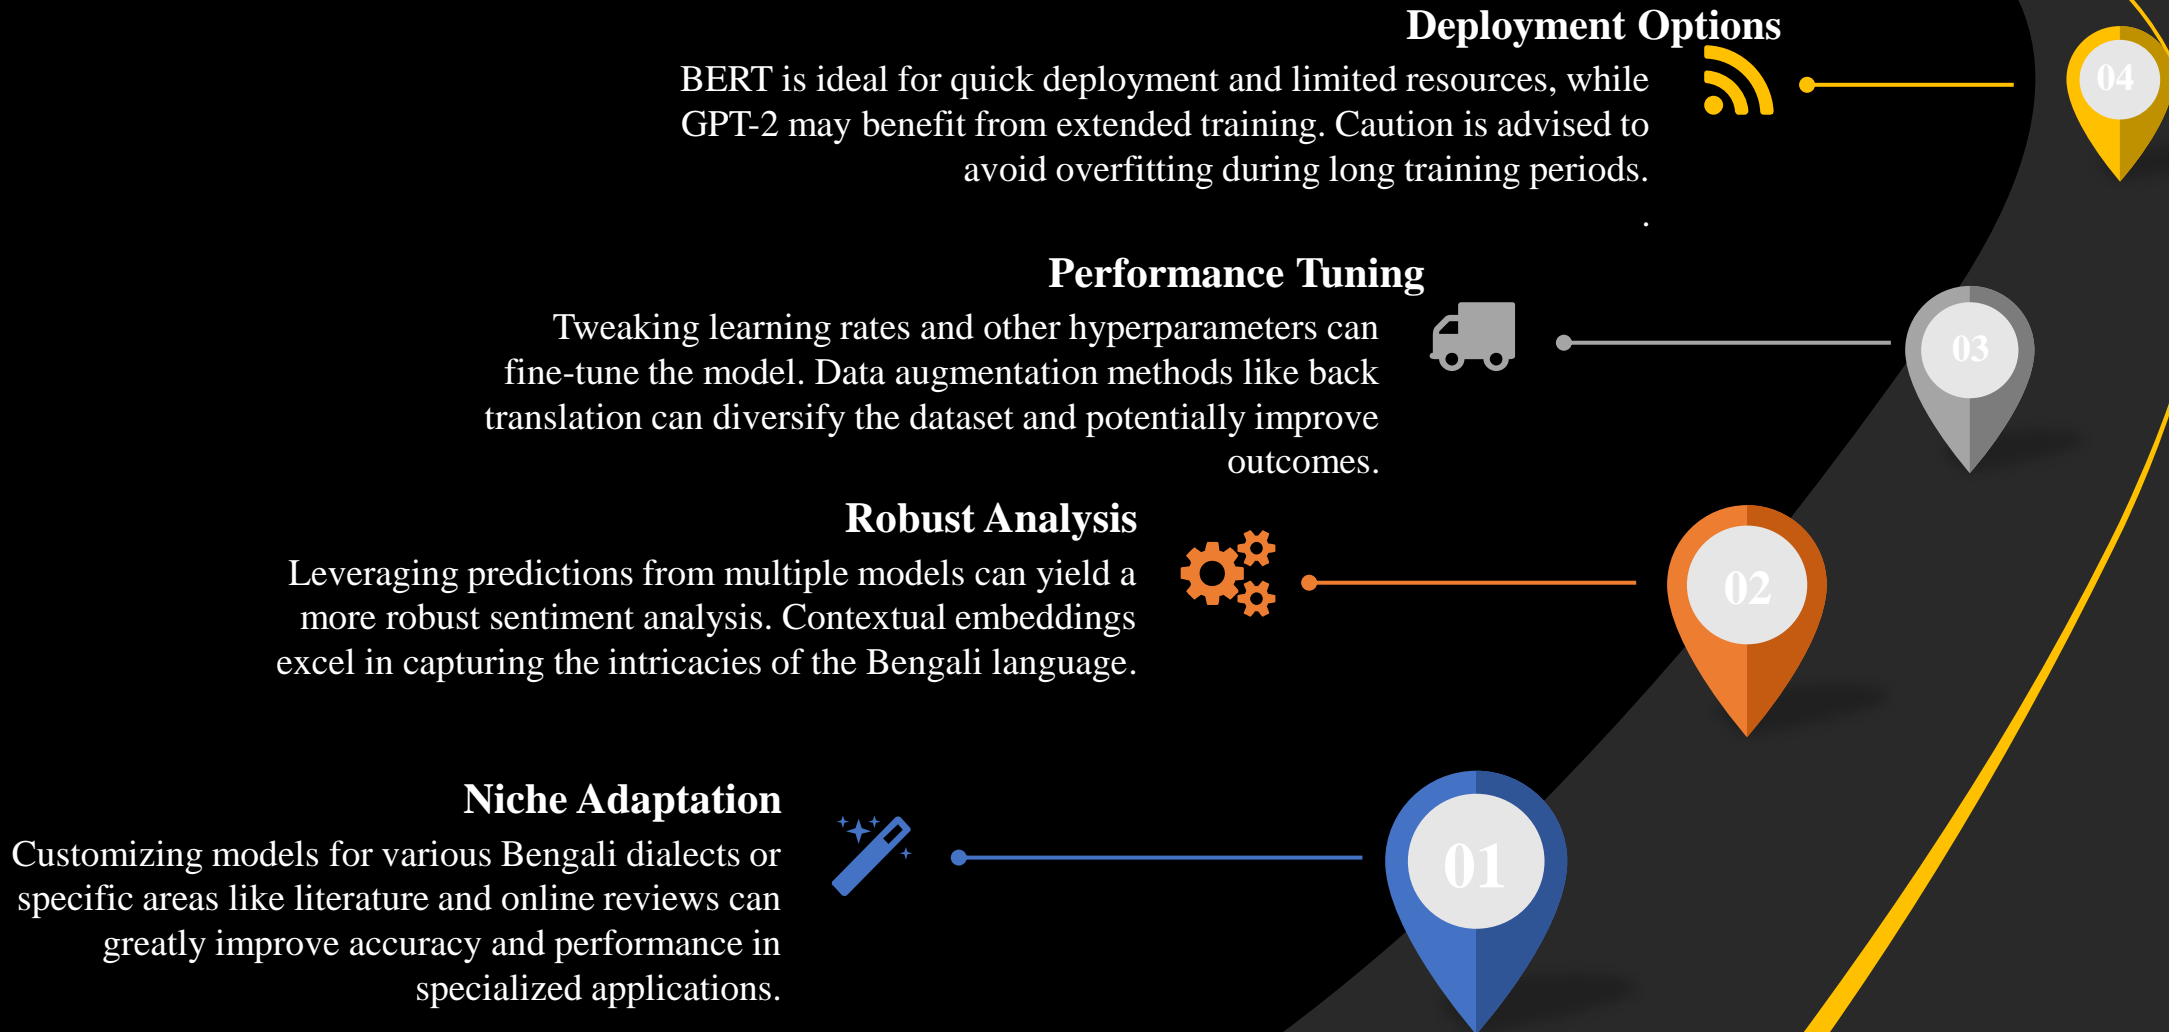 Deployment Options
BERT is ideal for quick deployment and limited resources, while
GPT-2 may benefit from extended training. Caution is advised to
avoid overfitting during long training periods.
.
04
Performance Tuning
Tweaking learning rates and other hyperparameters can
fine-tune the model. Data augmentation methods like back
translation can diversify the dataset and potentially improve
outcomes.
03
Robust Analysis
Leveraging predictions from multiple models can yield a
more robust sentiment analysis. Contextual embeddings
excel in capturing the intricacies of the Bengali language.
02
Niche Adaptation
Customizing models for various Bengali dialects or
specific areas like literature and online reviews can
greatly improve accuracy and performance in
specialized applications.
01